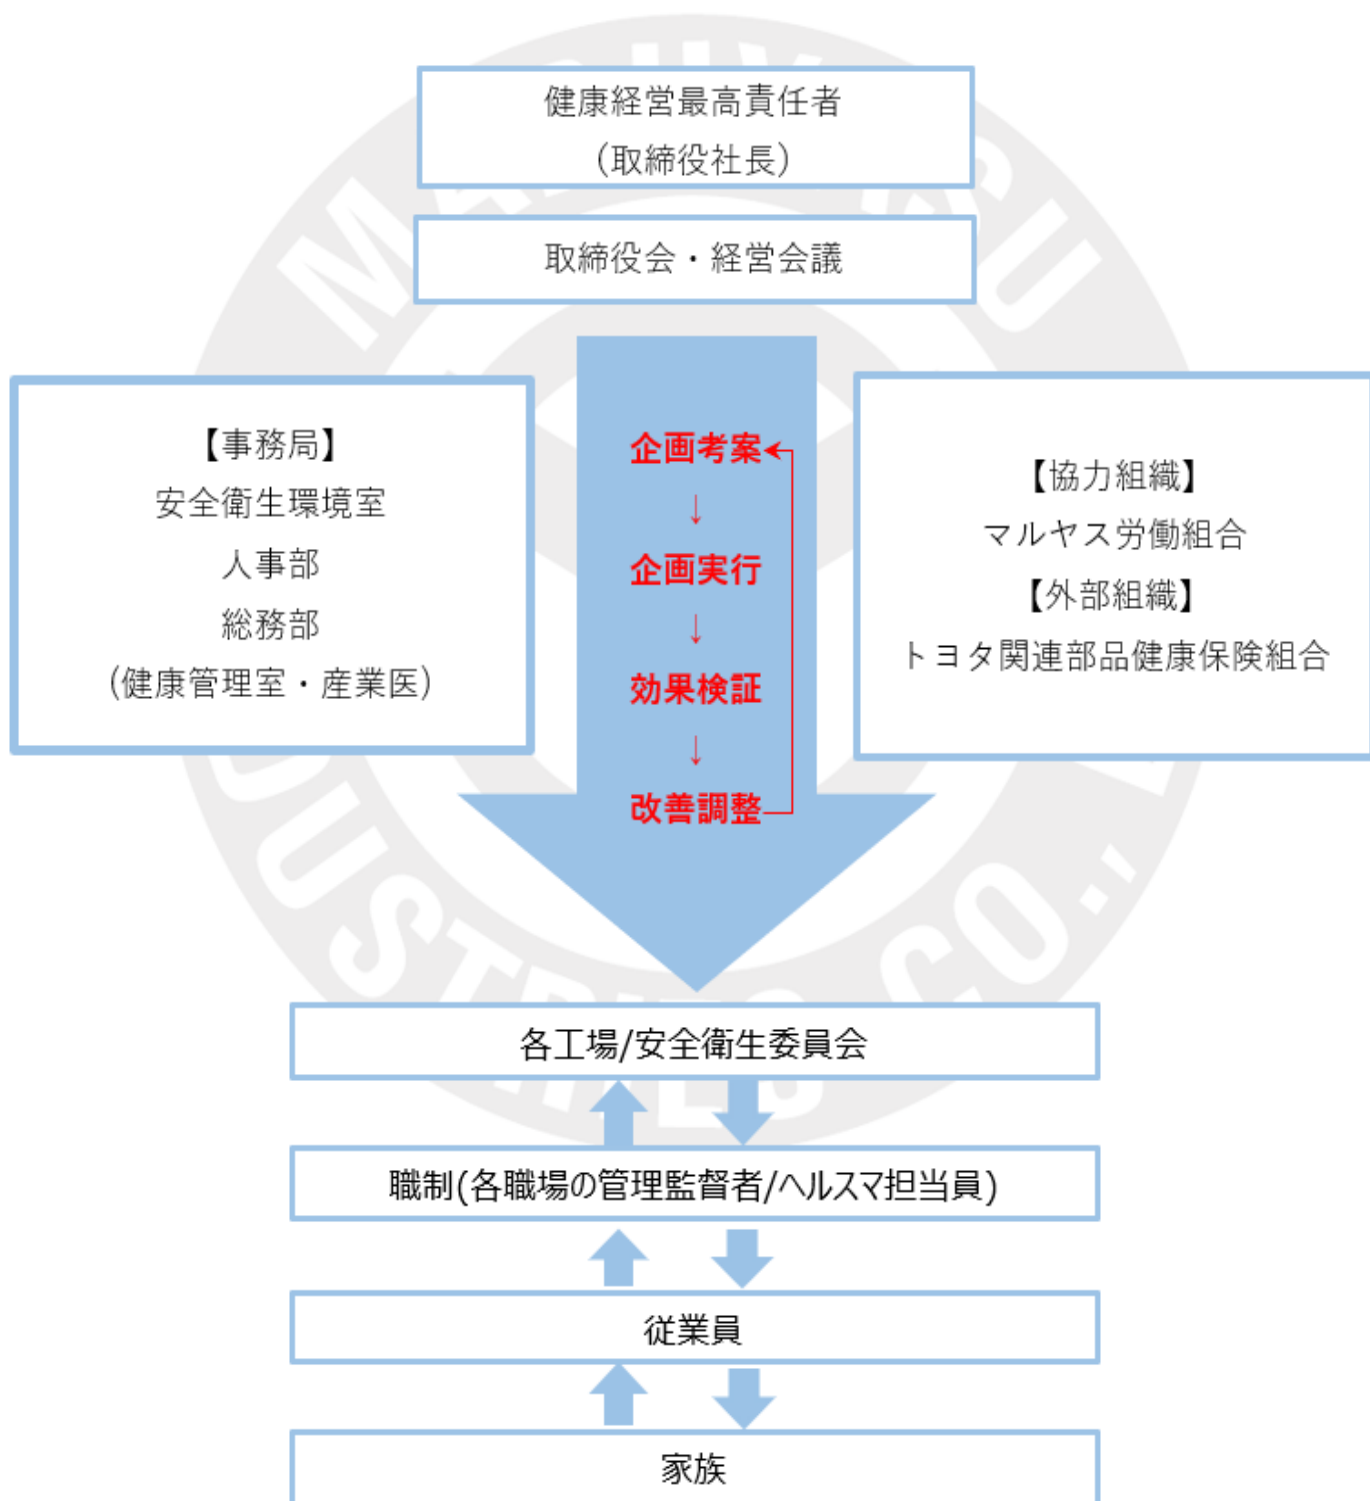 健康経営最高責任者
（取締役社長）
取締役会・経営会議
【事務局】
安全衛生環境室
人事部
総務部
(健康管理室・産業医)
企画考案
↓
企画実行
↓
効果検証
↓
改善調整
【協力組織】
マルヤス労働組合
【外部組織】
トヨタ関連部品健康保険組合
各工場/安全衛生委員会
職制(各職場の管理監督者/ヘルスマ担当員)
従業員
家族
USTRIES CO.,